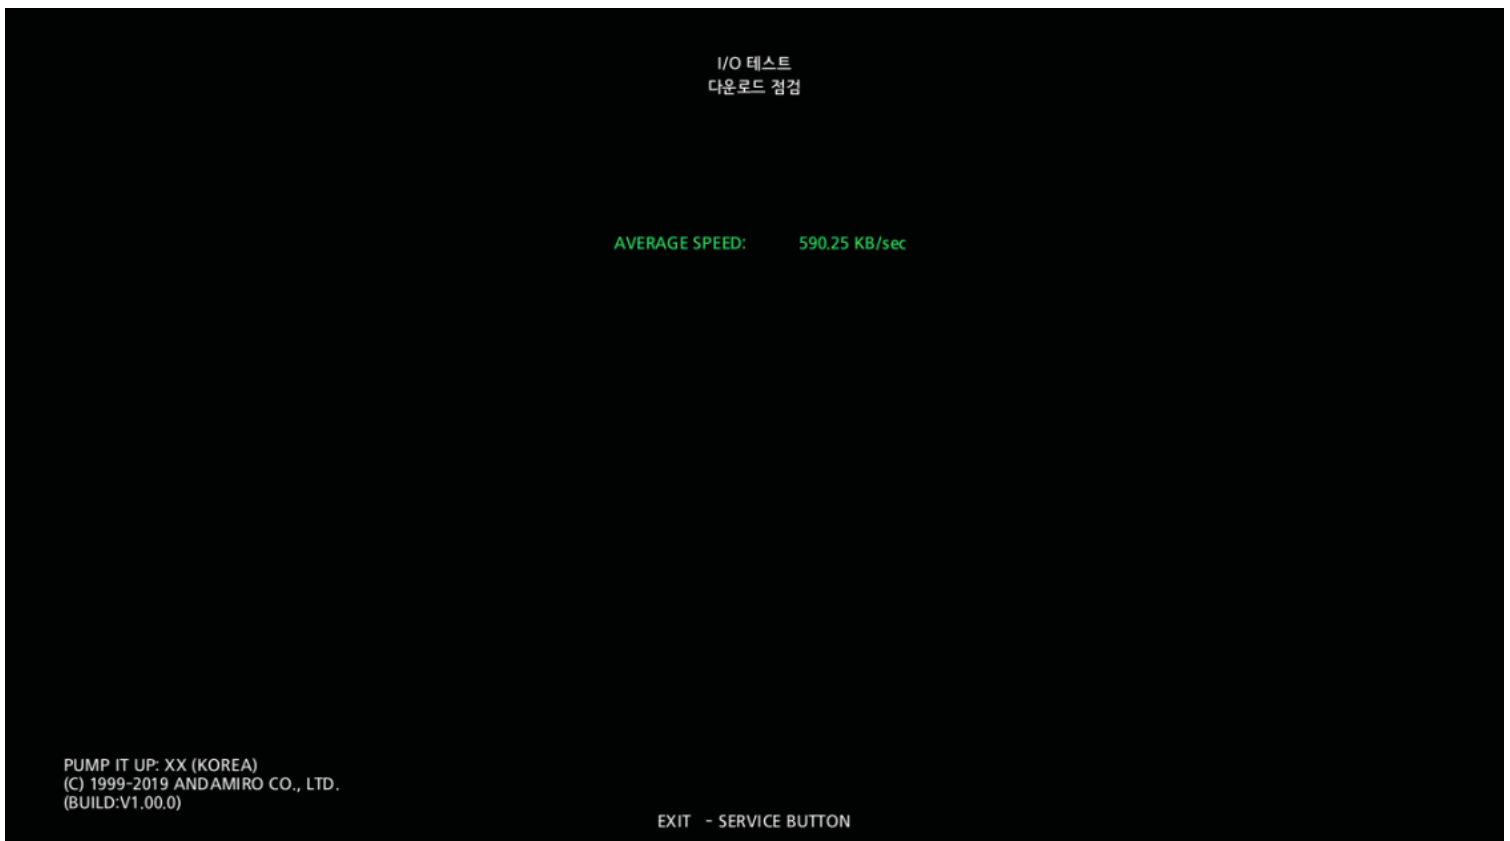 I/O 테스트
다운로드 점검
AVERAGE SPEED: 590.25 KB/sec
PUMP IT UP: XX (KOREA)
(C) 1999-2019 ANDAMIRO CO., LTD.
(BUILD:V1.00.0)
EXIT - SERVICE BUTTON